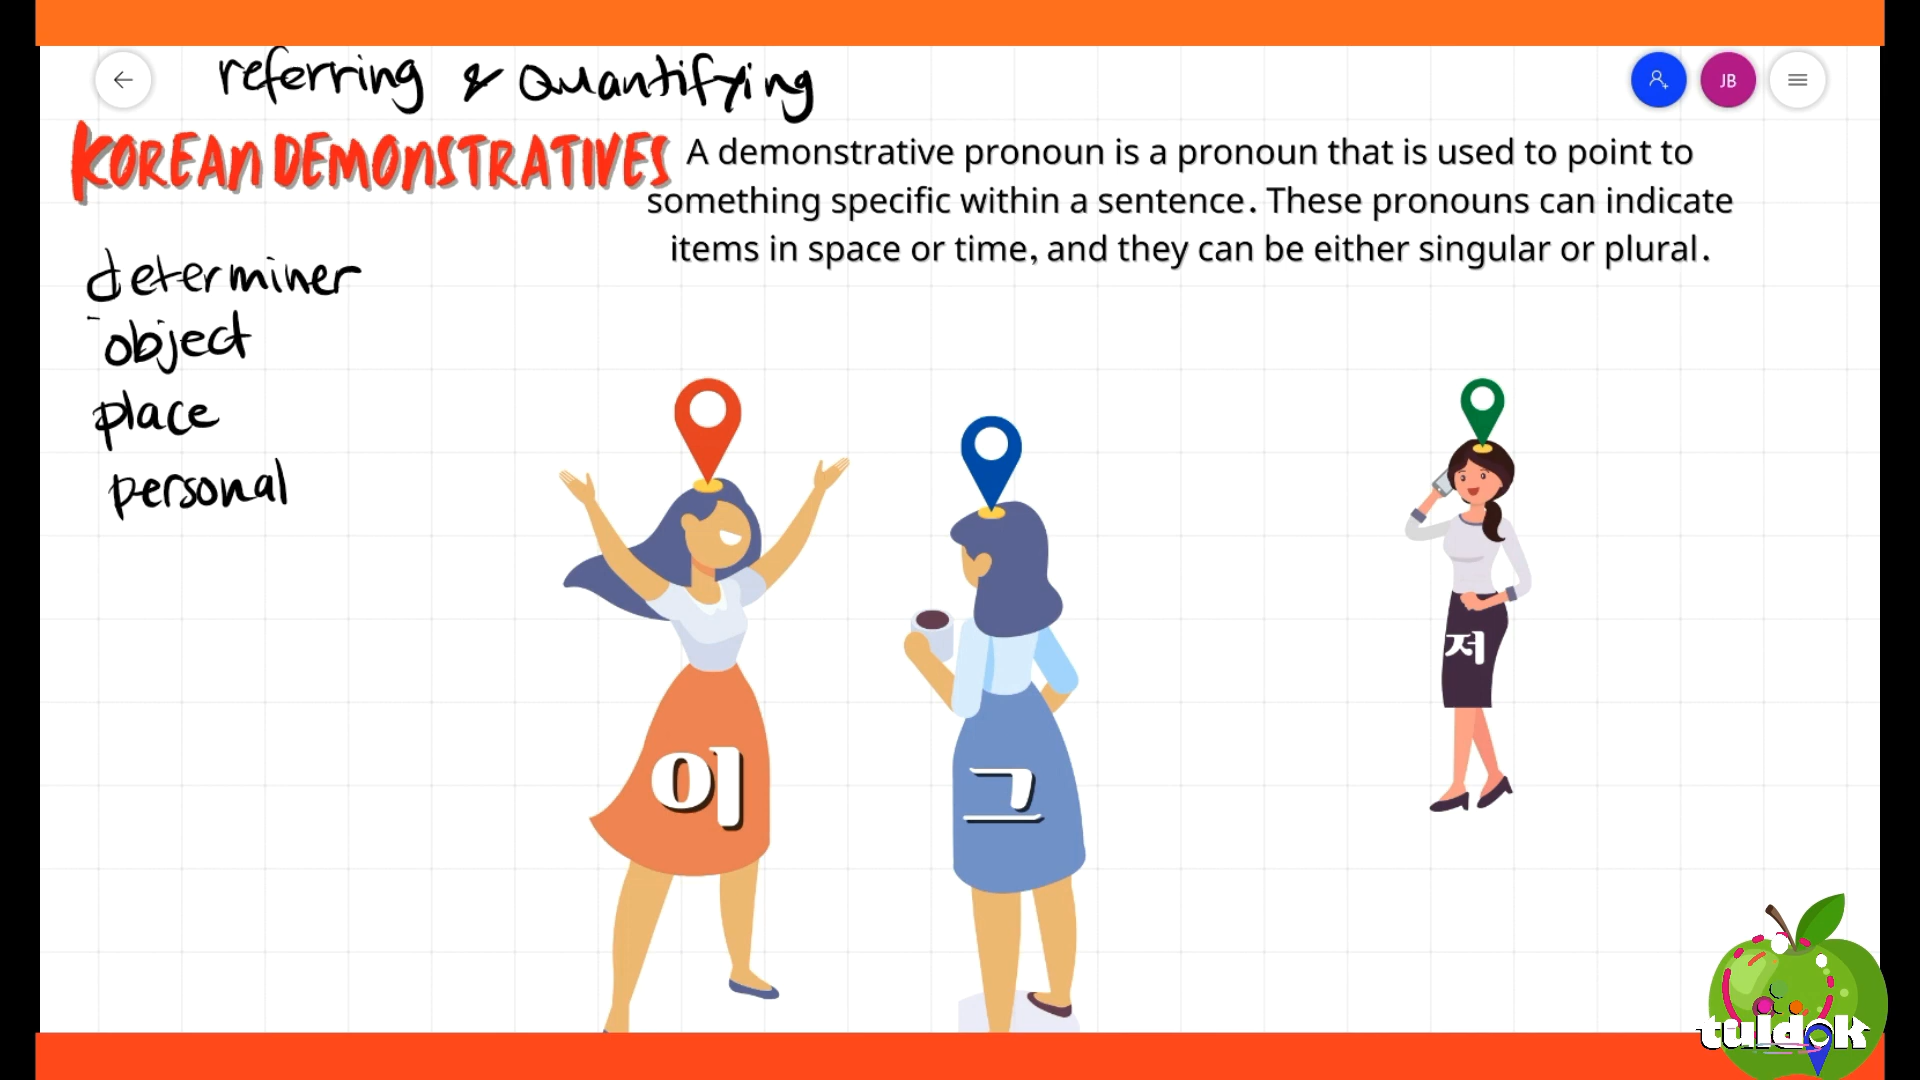 referring & Quantifying
JB
KOREAN DEMONSTRATIVES
A demonstrative pronoun is a pronoun that is used to point to
something specific within a sentence. These pronouns can indicate
items in space or time, and they can be either singular or plural.
determiner
object
place
personal
이
그
저
tuldok